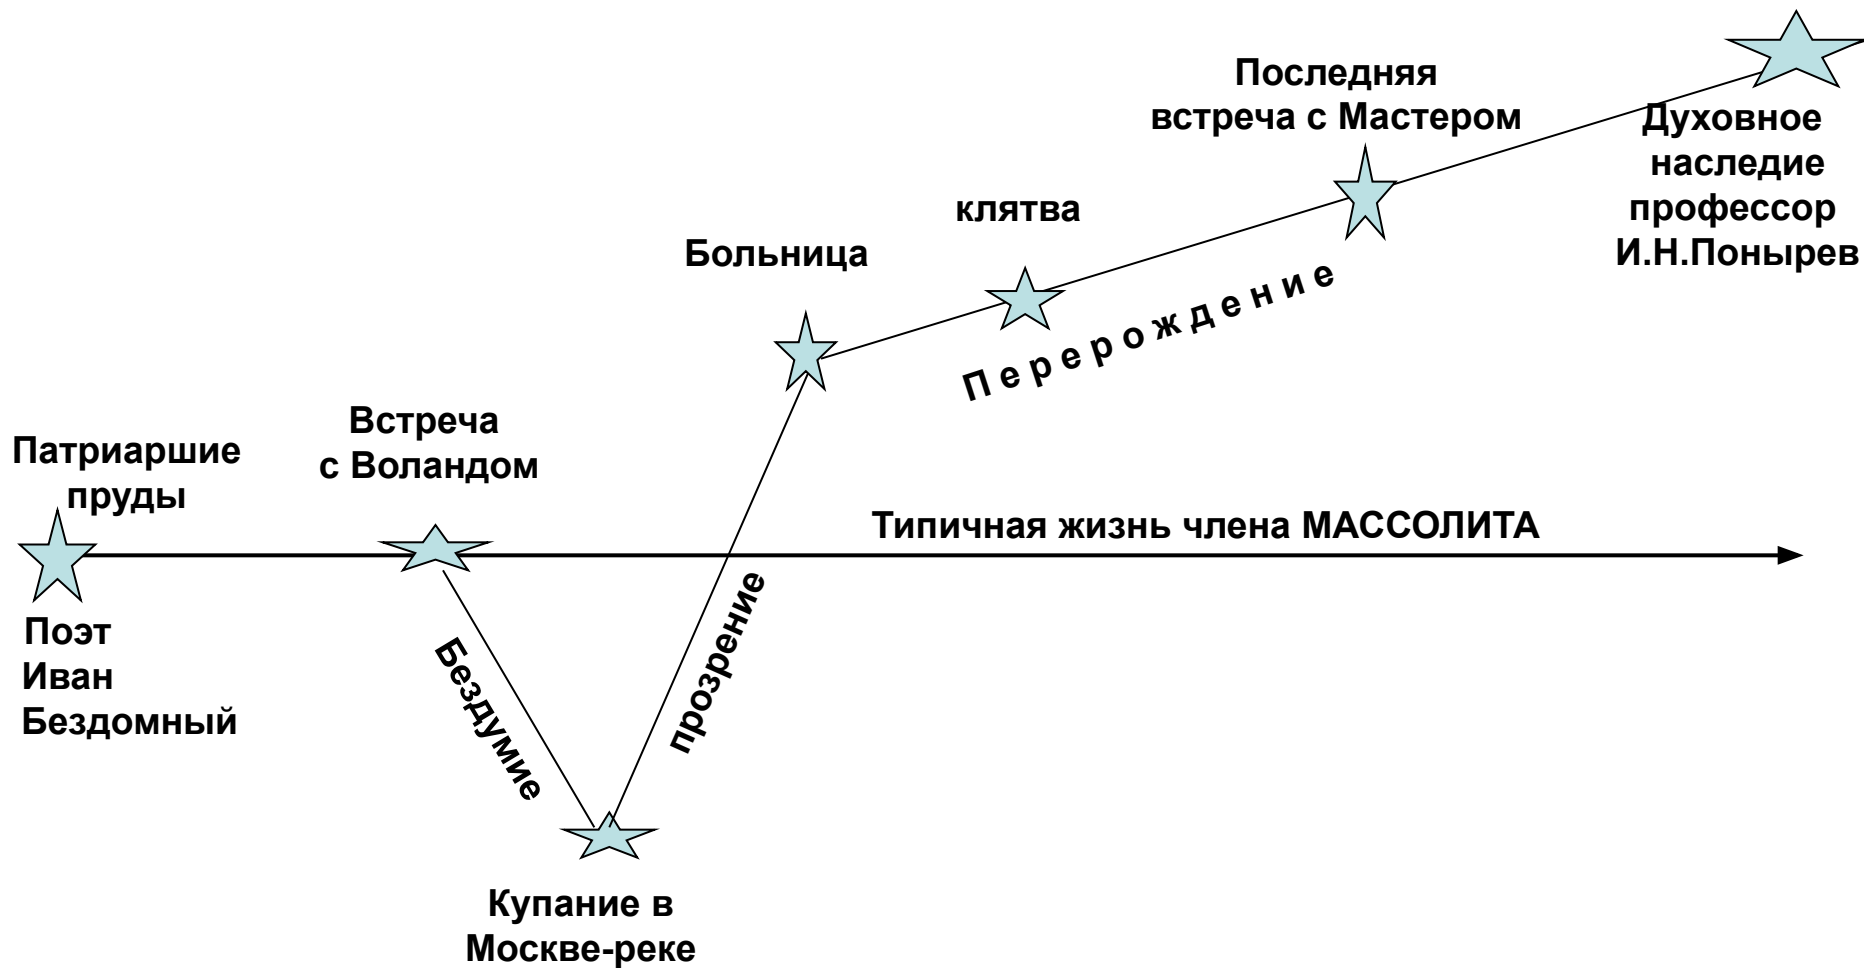 Последняя
встреча с Мастером
Духовное
наследие
профессор
И.Н.Понырев
клятва
Больница
Перерождение
Встреча
с Воландом
Патриаршие
пруды
Типичная жизнь члена МАССОЛИТА
Поэт
Иван
Бездомный
Бездумие
прозрение
Купание в
Москве-реке